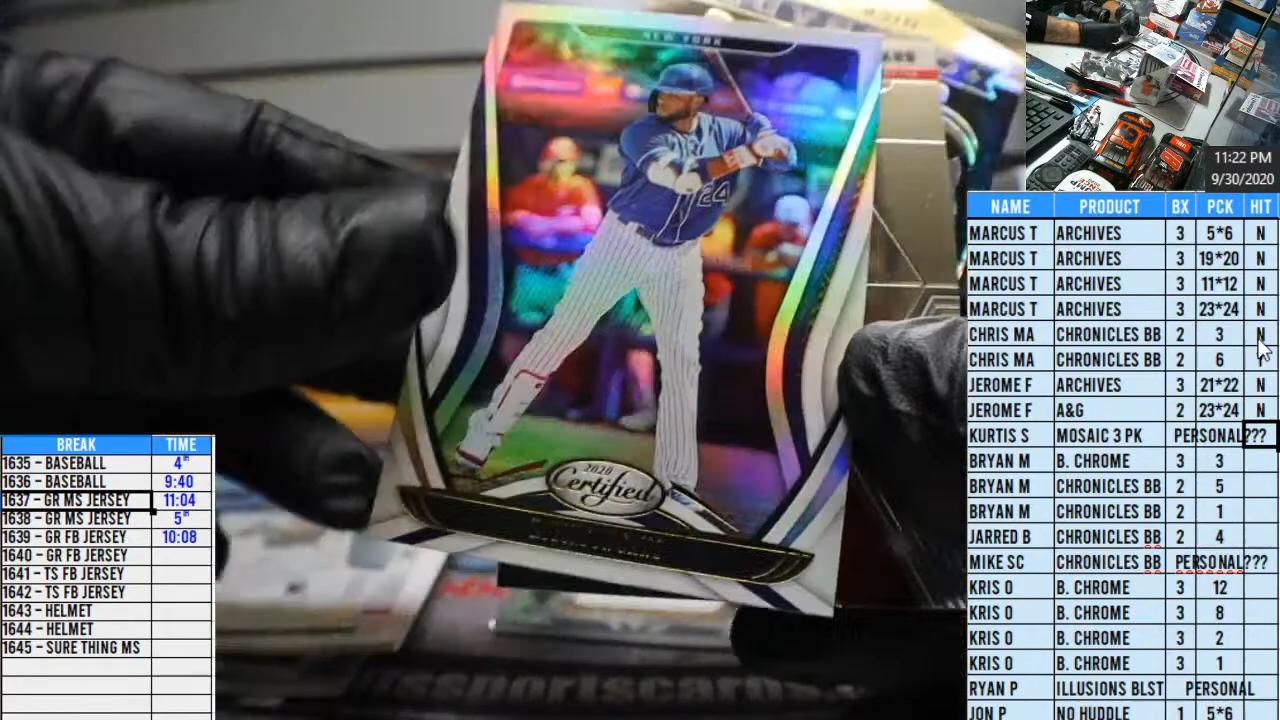 NEW YORK
24
2020
Certified
sssportscards.
11:22 PM
9/30/2020
NAME PRODUCT BX PCK HIT
MARCUS T ARCHIVES 3 5*6 N
MARCUS T ARCHIVES 3 19*20 N
MARCUS T ARCHIVES 3 11*12 N
MARCUS T ARCHIVES 3 23*24 N
CHRIS MA CHRONICLES BB 2 3 N
CHRIS MA CHRONICLES BB 2 6
JEROME F ARCHIVES 3 21*22 N
JEROME F A&G 2 23*24 N
KURTIS S MOSAIC 3 PK PERSONAL???
BRYAN M B. CHROME 3 3
BRYAN M CHRONICLES BB 2 5
BRYAN M CHRONICLES BB 2 1
JARRED B CHRONICLES BB 2 4
MIKE SC CHRONICLES BB PERSONAL???
KRIS O B. CHROME 3 12
KRIS O B. CHROME 3 8
KRIS O B. CHROME 3 2
KRIS O B. CHROME 3 1
RYAN P ILLUSIONS BLST PERSONAL
JON P NO HUDDLE 1 5*6
BREAK TIME
1635 - BASEBALL 4th
1636 - BASEBALL 9:40
1637 - GR MS JERSEY 11:04
1638 - GR MS JERSEY 5th
1639 - GR FB JERSEY 10:08
1640 - GR FB JERSEY
1641 - TS FB JERSEY
1642 - TS FB JERSEY
1643 - HELMET
1644 - HELMET
1645 - SURE THING MS